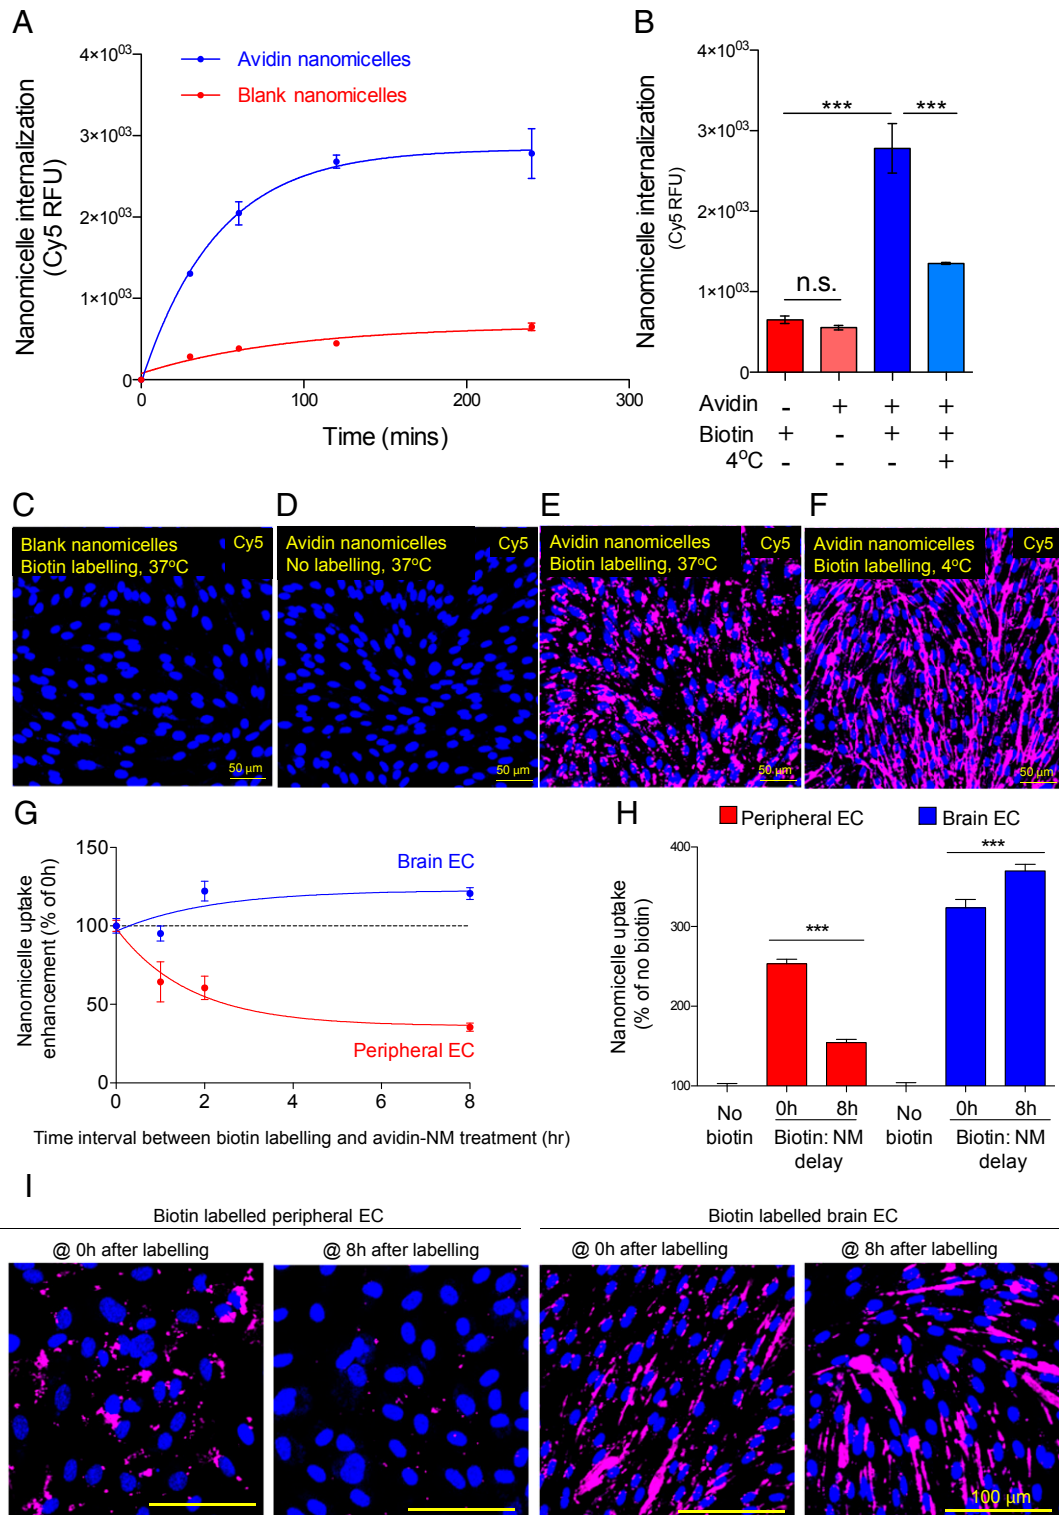 A
4×10⁰³
3×10⁰³
2×10⁰³
1×10⁰³
0
Nanomicelle internalization
(Cy5 RFU)
Avidin nanomicelles
Blank nanomicelles
0
100
200
300
Time (mins)
B
4×10⁰³
3×10⁰³
2×10⁰³
1×10⁰³
0
Nanomicelle internalization
(Cy5 RFU)
***
***
n.s.
Avidin - + + +
Biotin + - + +
4°C - - - +
C
Blank nanomicelles
Biotin labelling, 37°C
Cy5
50 µm
D
Avidin nanomicelles
No labelling, 37°C
Cy5
50 µm
E
Avidin nanomicelles
Biotin labelling, 37°C
Cy5
50 µm
F
Avidin nanomicelles
Biotin labelling, 4°C
Cy5
50 µm
G
150
100
50
0
Nanomicelle uptake
enhancement (% of 0h)
Brain EC
Peripheral EC
0
2
4
6
8
Time interval between biotin labelling and avidin-NM treatment (hr)
H
Peripheral EC
Brain EC
400
300
200
100
Nanomicelle uptake
(% of no biotin)
***
***
No
biotin
0h
8h
Biotin: NM
delay
No
biotin
0h
8h
Biotin: NM
delay
I
Biotin labelled peripheral EC
@ 0h after labelling
@ 8h after labelling
Biotin labelled brain EC
@ 0h after labelling
@ 8h after labelling
100 µm